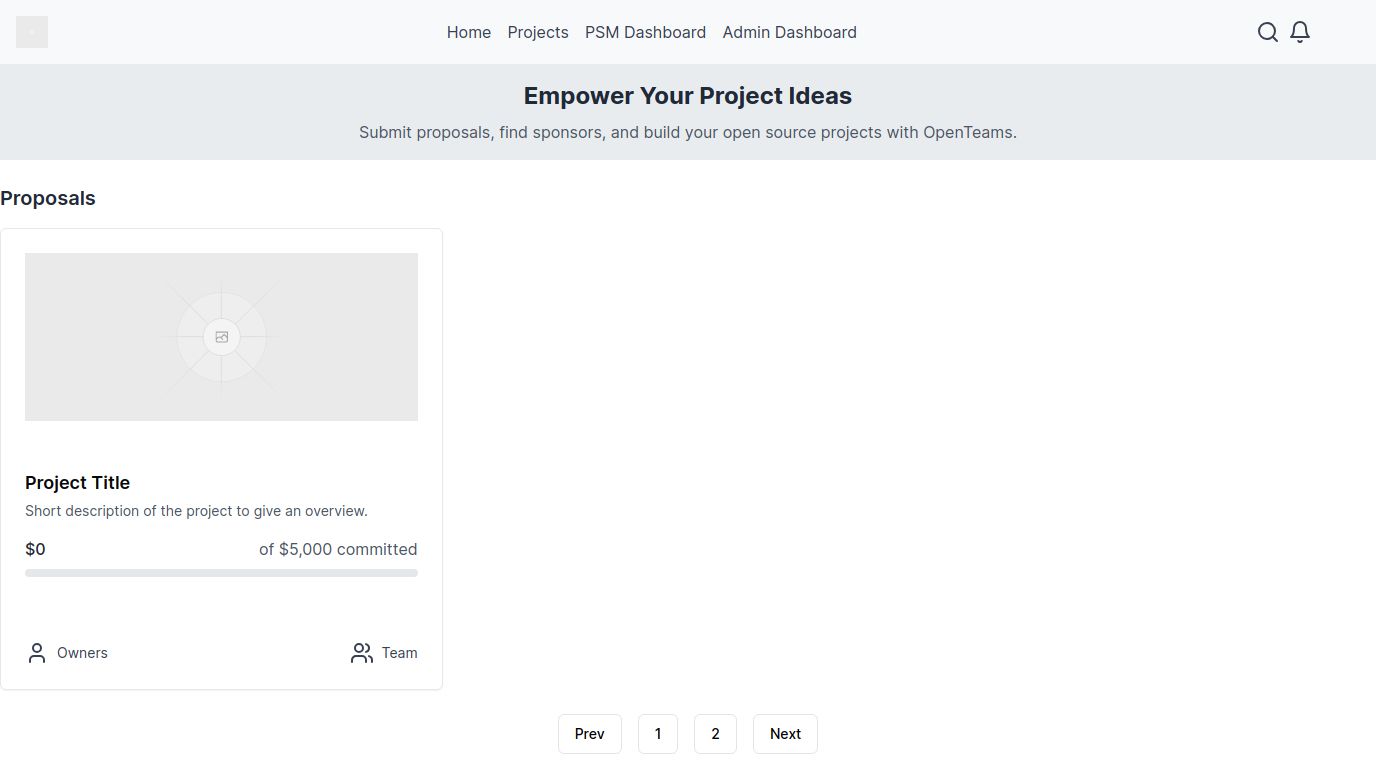 Home Projects PSM Dashboard Admin Dashboard
Empower Your Project Ideas
Submit proposals, find sponsors, and build your open source projects with OpenTeams.
Proposals
Project Title
Short description of the project to give an overview.
$0 of $5,000 committed
Owners Team
Prev 1 2 Next